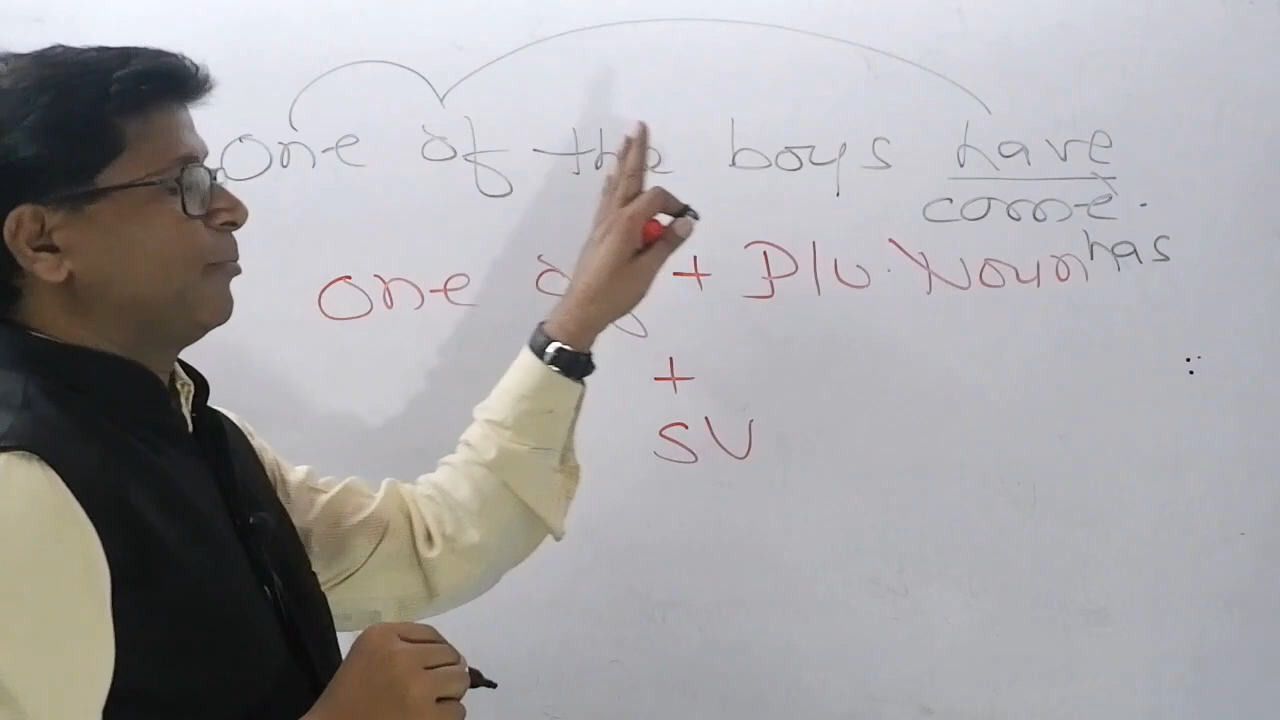 One of the boys have
come.
has
one of + Plu. Noun
+
SV